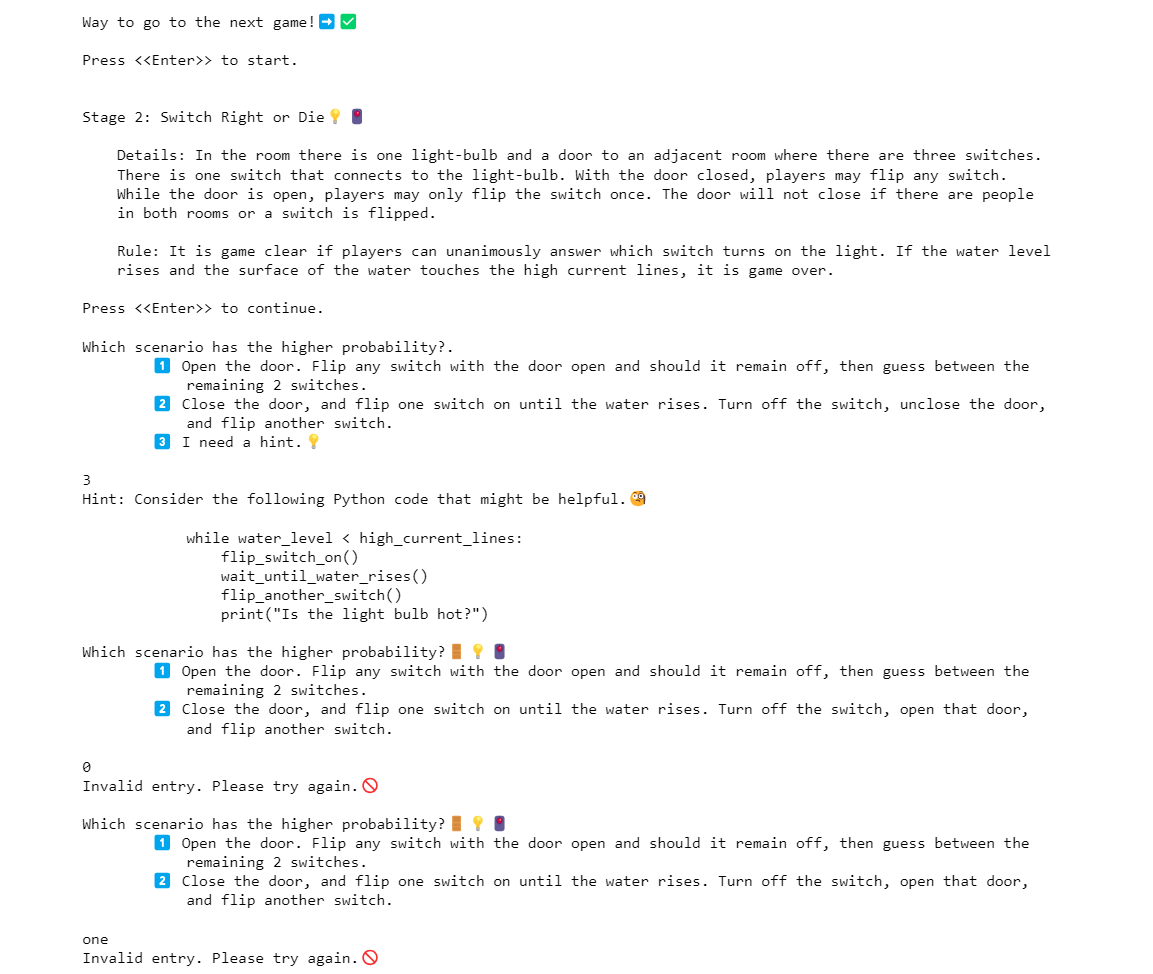 Way to go to the next game!➡️ ✅
Press <<Enter>> to start.
Stage 2: Switch Right or Die💡 🚪
Details: In the room there is one light-bulb and a door to an adjacent room where there are three switches.
There is one switch that connects to the light-bulb. With the door closed, players may flip any switch.
While the door is open, players may only flip the switch once. The door will not close if there are people
in both rooms or a switch is flipped.
Rule: It is game clear if players can unanimously answer which switch turns on the light. If the water level
rises and the surface of the water touches the high current lines, it is game over.
Press <<Enter>> to continue.
Which scenario has the higher probability?.
1 Open the door. Flip any switch with the door open and should it remain off, then guess between the
remaining 2 switches.
2 Close the door, and flip one switch on until the water rises. Turn off the switch, unclose the door,
and flip another switch.
3 I need a hint.💡
3
Hint: Consider the following Python code that might be helpful.🧐
while water_level < high_current_lines:
flip_switch_on()
wait_until_water_rises()
flip_another_switch()
print("Is the light bulb hot?")
Which scenario has the higher probability?
1 Open the door. Flip any switch with the door open and should it remain off, then guess between the
remaining 2 switches.
2 Close the door, and flip one switch on until the water rises. Turn off the switch, open that door,
and flip another switch.
0
Invalid entry. Please try again.🚫
Which scenario has the higher probability?
1 Open the door. Flip any switch with the door open and should it remain off, then guess between the
remaining 2 switches.
2 Close the door, and flip one switch on until the water rises. Turn off the switch, open that door,
and flip another switch.
one
Invalid entry. Please try again.🚫